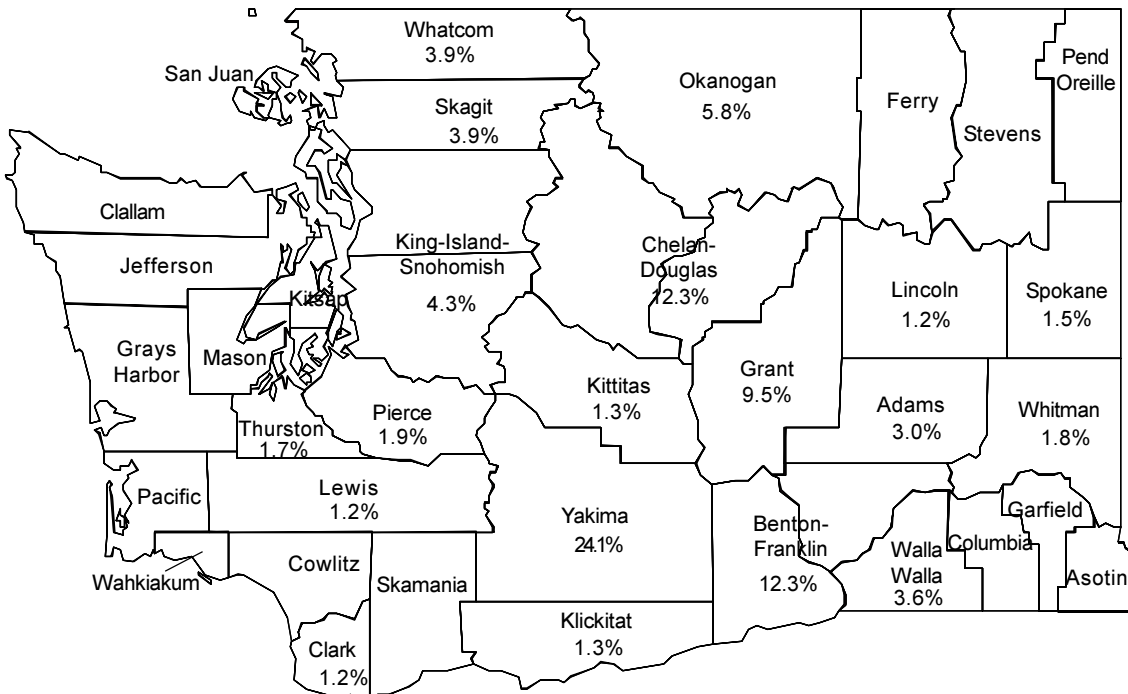 Whatcom
3.9%
San Juan
Skagit
3.9%
Okanogan
5.8%
Ferry
Stevens
Pend
Oreille
Clallam
Jefferson
King-Island-
Snohomish
4.3%
Chelan-
Douglas
12.3%
Lincoln
1.2%
Spokane
1.5%
Kitsap
Mason
Grays
Harbor
Thurston
1.7%
Pierce
1.9%
Kittitas
1.3%
Grant
9.5%
Adams
3.0%
Whitman
1.8%
Pacific
Lewis
1.2%
Yakima
24.1%
Benton-
Franklin
12.3%
Walla
Walla
3.6%
Columbia
Garfield
Asotin
Wahkiakum
Cowlitz
Skamania
Clark
1.2%
Klickitat
1.3%